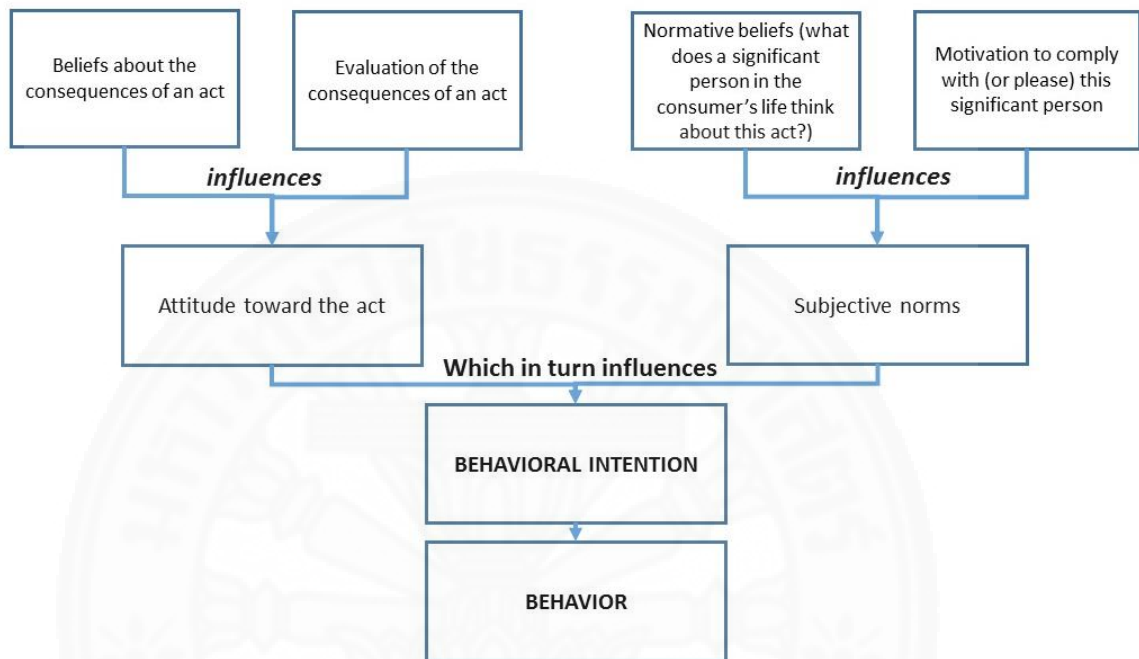 Beliefs about the
consequences of an act
Evaluation of the
consequences of an act
Normative beliefs (what
does a significant
person in the
consumer’s life think
about this act?)
Motivation to comply
with (or please) this
significant person
influences
influences
Attitude toward the act
Subjective norms
Which in turn influences
BEHAVIORAL INTENTION
BEHAVIOR